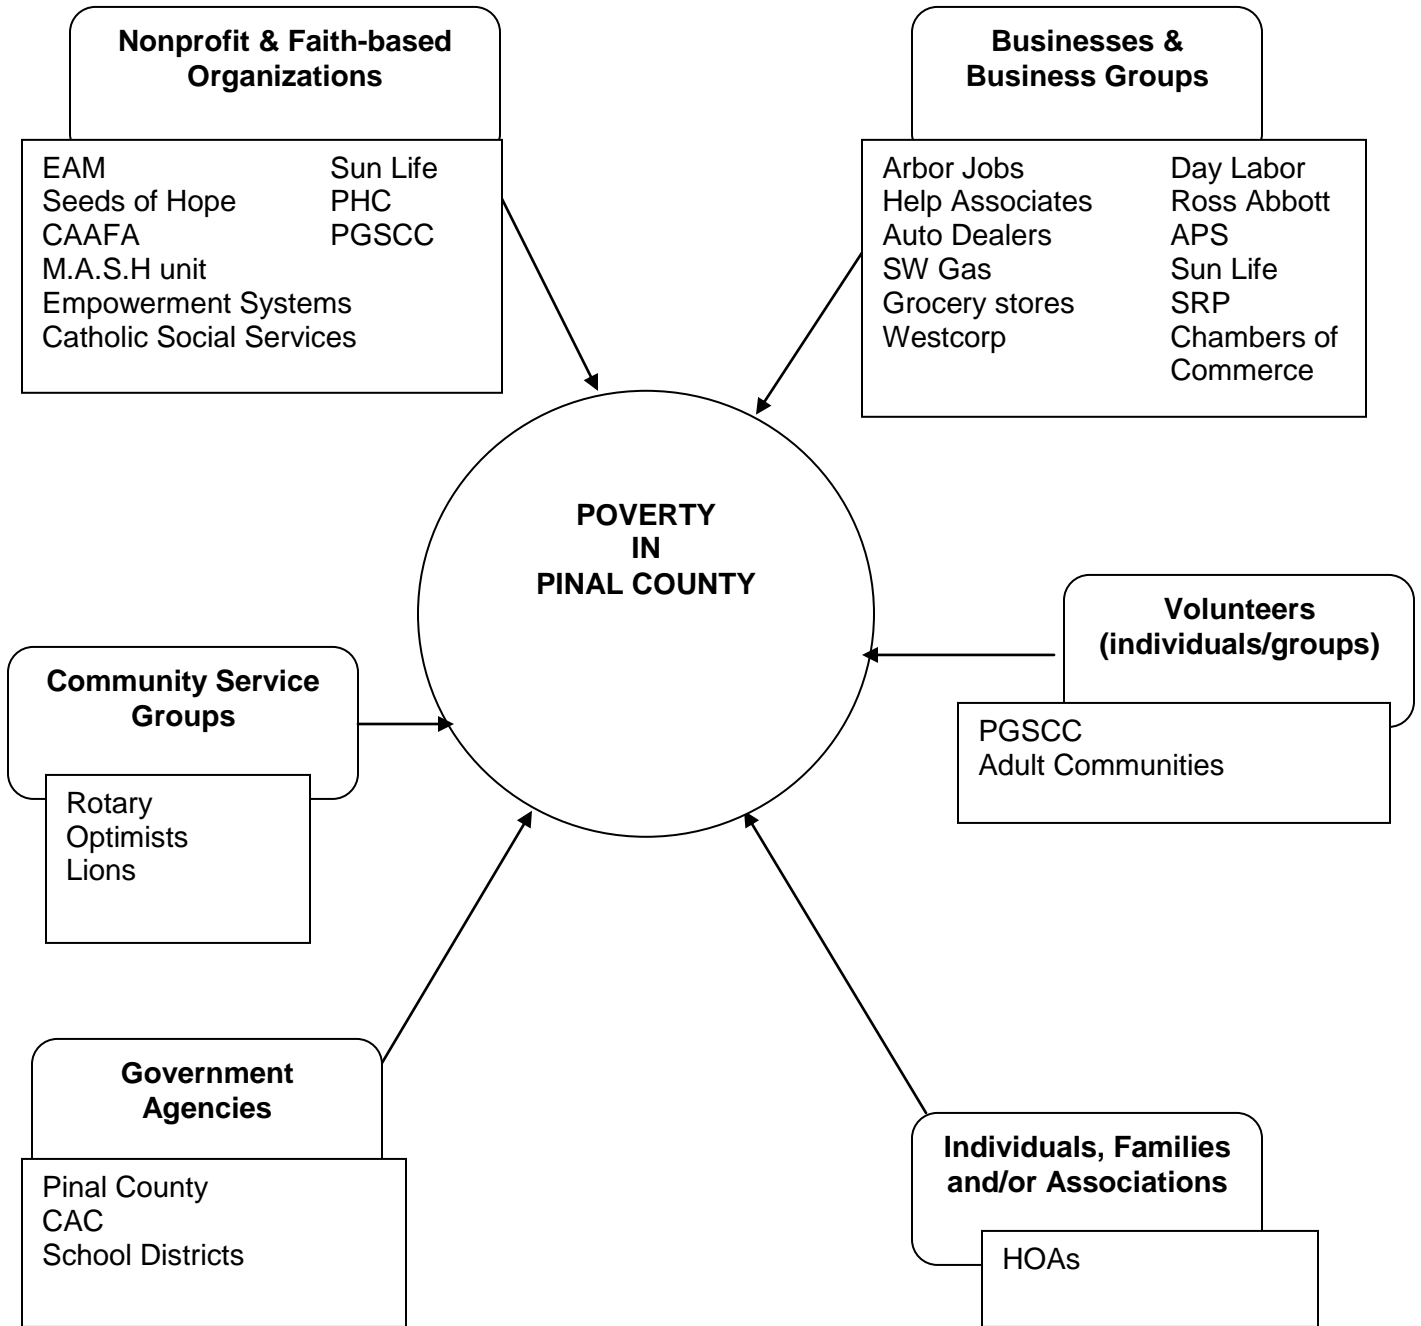 Nonprofit & Faith-based
Organizations
EAM
Seeds of Hope
CAAFA
M.A.S.H unit
Empowerment Systems
Catholic Social Services
Sun Life
PHC
PGSCC
Businesses &
Business Groups
Arbor Jobs
Help Associates
Auto Dealers
SW Gas
Grocery stores
Westcorp
Day Labor
Ross Abbott
APS
Sun Life
SRP
Chambers of
Commerce
POVERTY
IN
PINAL COUNTY
Volunteers
(individuals/groups)
PGSCC
Adult Communities
Community Service
Groups
Rotary
Optimists
Lions
Government
Agencies
Pinal County
CAC
School Districts
Individuals, Families
and/or Associations
HOAs